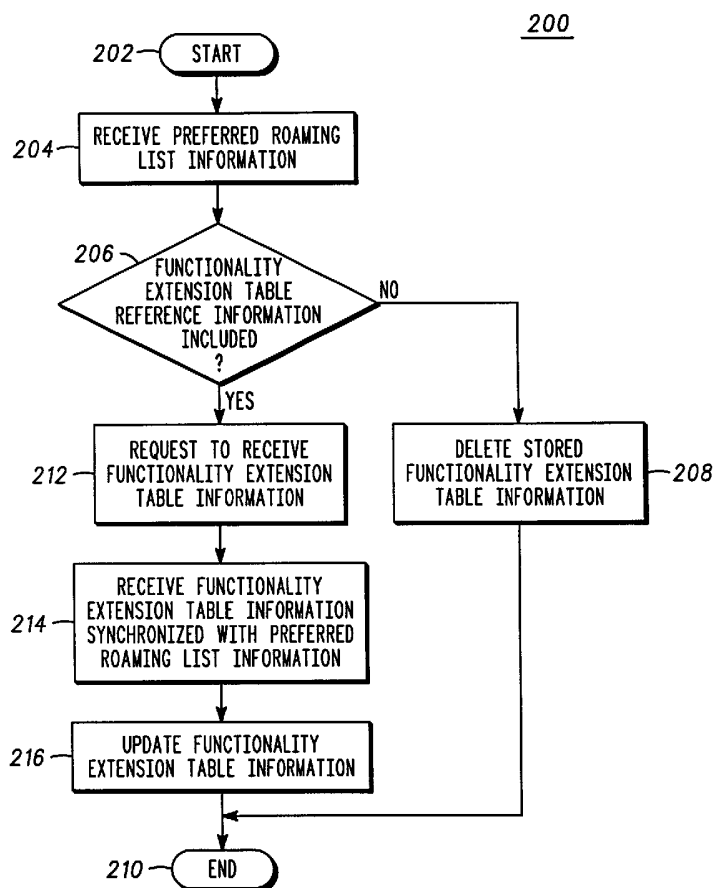 200
202
START
204
RECEIVE PREFERRED ROAMING
LIST INFORMATION
206
FUNCTIONALITY
EXTENSION TABLE
REFERENCE INFORMATION
INCLUDED
?
NO
YES
212
REQUEST TO RECEIVE
FUNCTIONALITY EXTENSION
TABLE INFORMATION
DELETE STORED
FUNCTIONALITY EXTENSION
TABLE INFORMATION
208
214
RECEIVE FUNCTIONALITY
EXTENSION TABLE INFORMATION
SYNCHRONIZED WITH PREFERRED
ROAMING LIST INFORMATION
216
UPDATE FUNCTIONALITY
EXTENSION TABLE INFORMATION
210
END